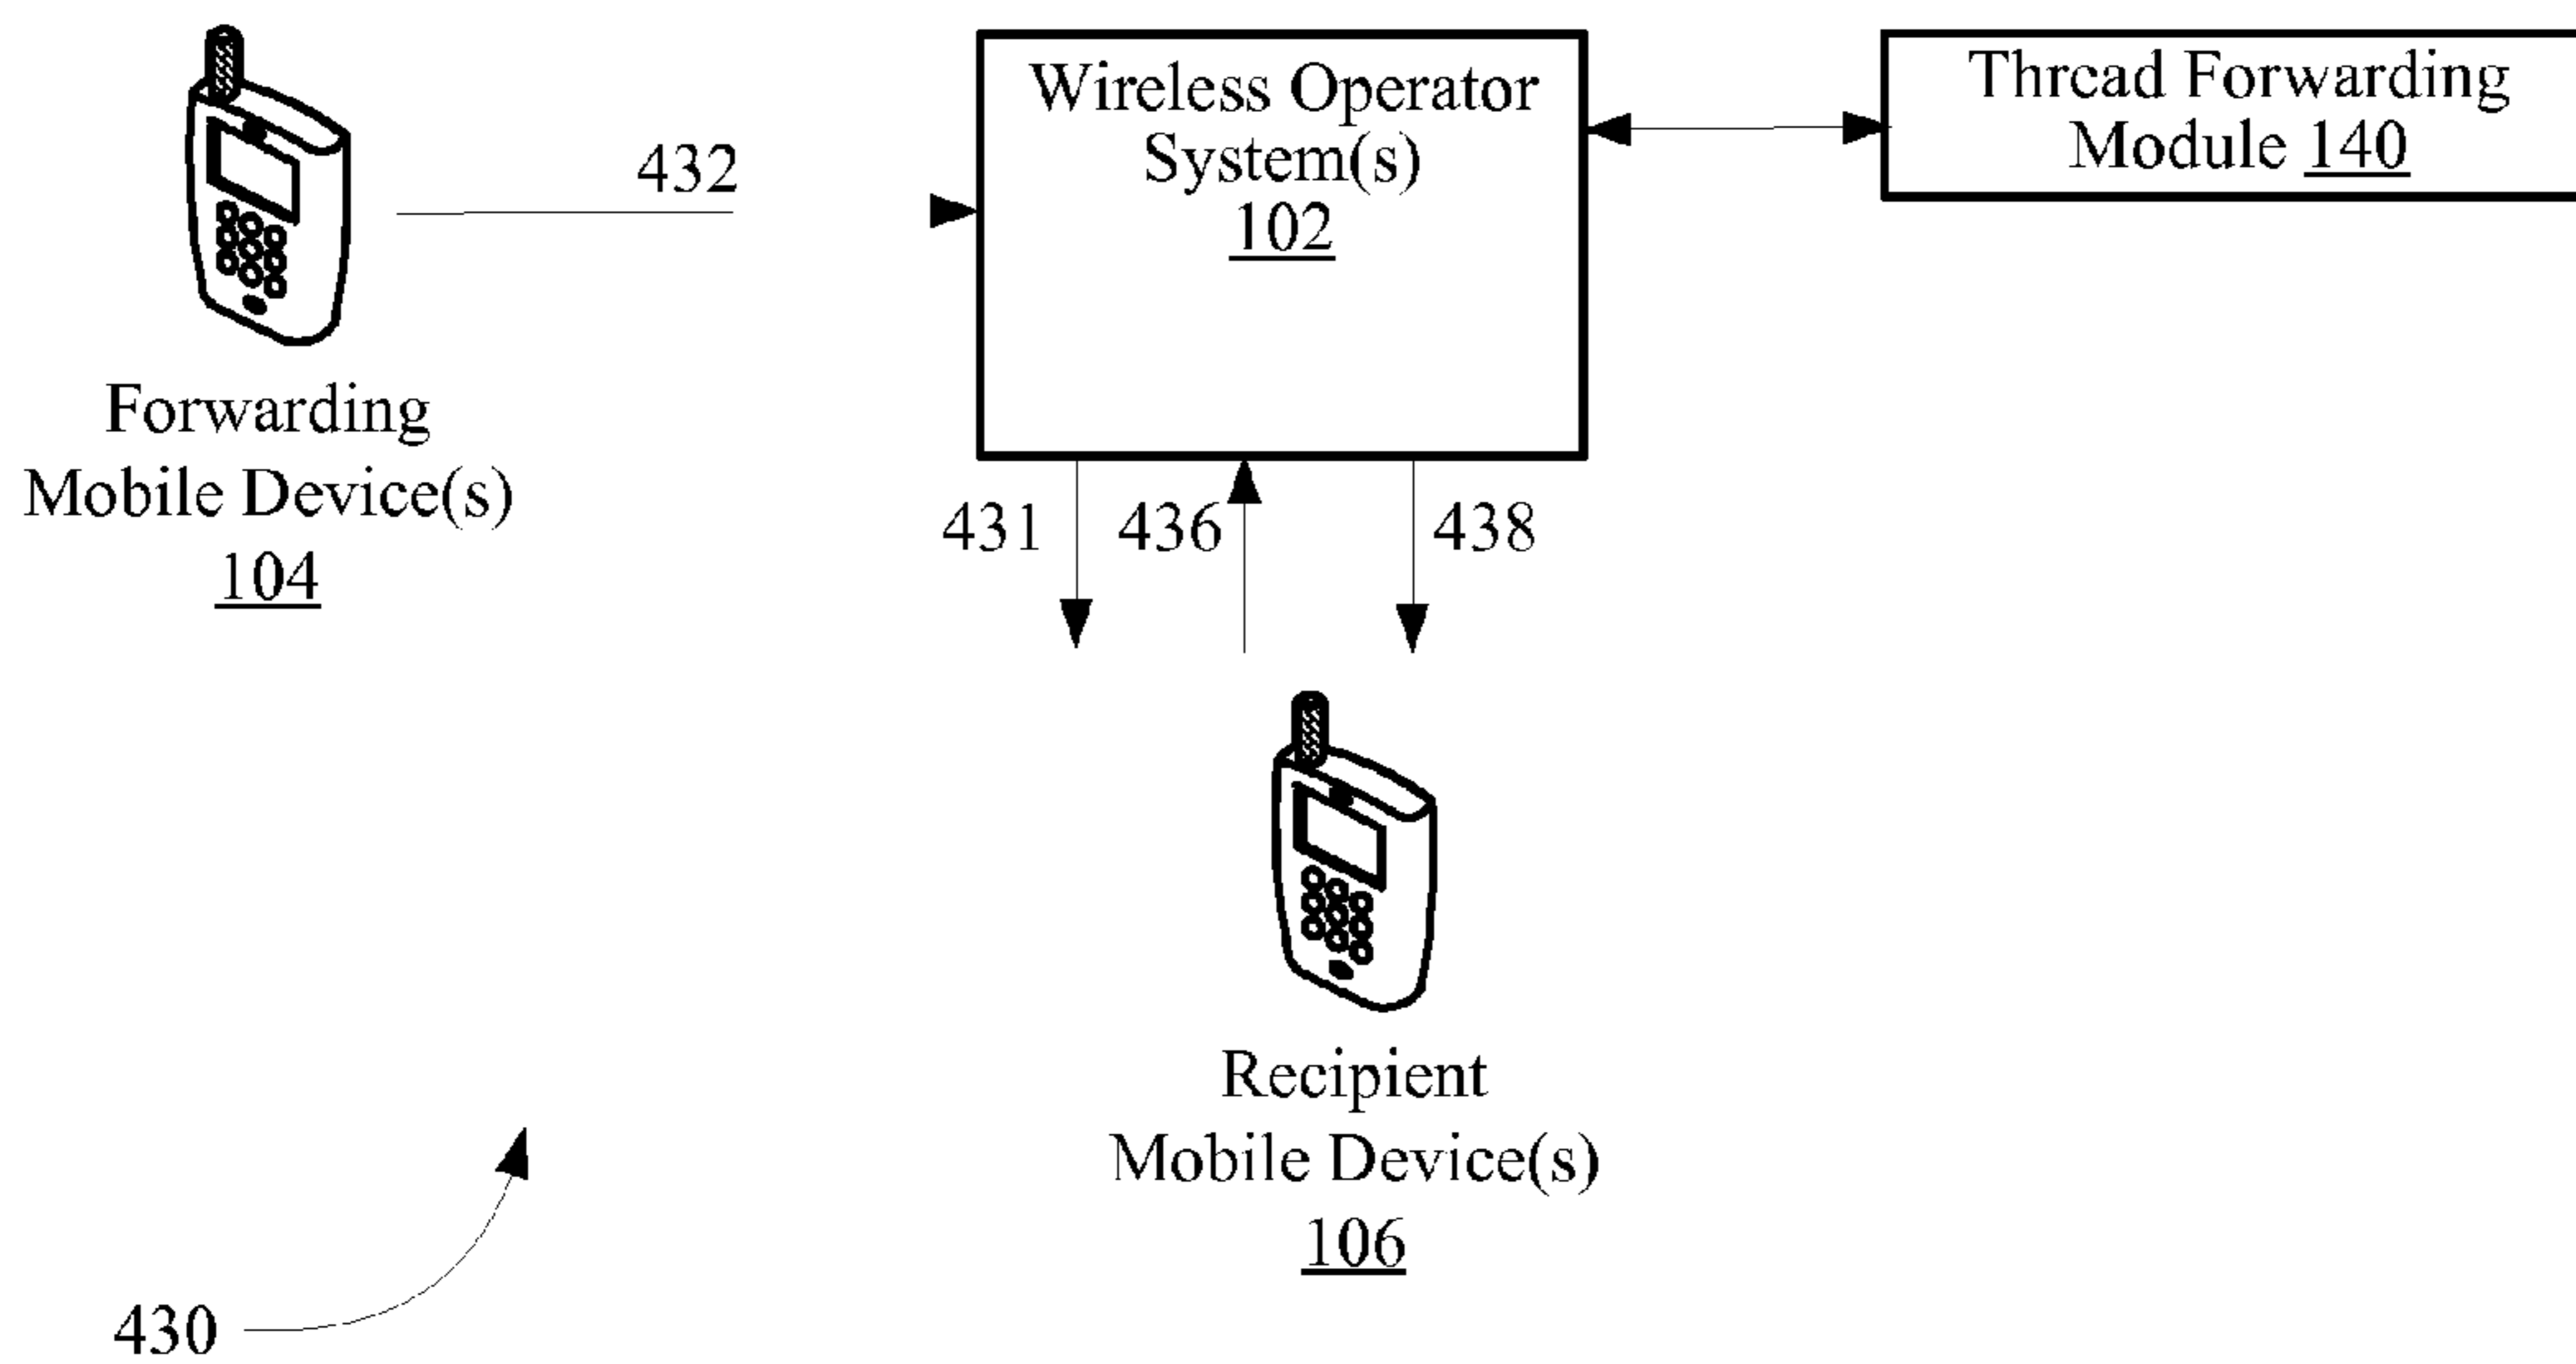 432
Wireless Operator
System(s)
102
Thread Forwarding
Module 140
Forwarding
Mobile Device(s)
104
431
436
438
Recipient
Mobile Device(s)
106
430